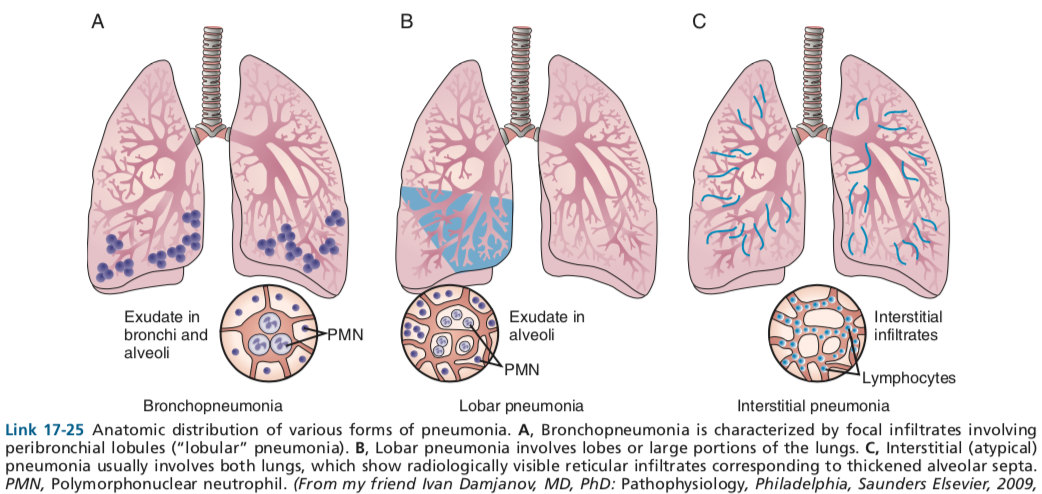 A
B
C
Exudate in
bronchi and
alveoli
PMN
Exudate in
alveoli
PMN
Interstitial
infiltrates
Lymphocytes
Bronchopneumonia
Lobar pneumonia
Interstitial pneumonia
Link 17-25 Anatomic distribution of various forms of pneumonia. A, Bronchopneumonia is characterized by focal infiltrates involving
peribronchial lobules (“lobular” pneumonia). B, Lobar pneumonia involves lobes or large portions of the lungs. C, Interstitial (atypical)
pneumonia usually involves both lungs, which show radiologically visible reticular infiltrates corresponding to thickened alveolar septa.
PMN, Polymorphonuclear neutrophil. (From my friend Ivan Damjanov, MD, PhD: Pathophysiology, Philadelphia, Saunders Elsevier, 2009,